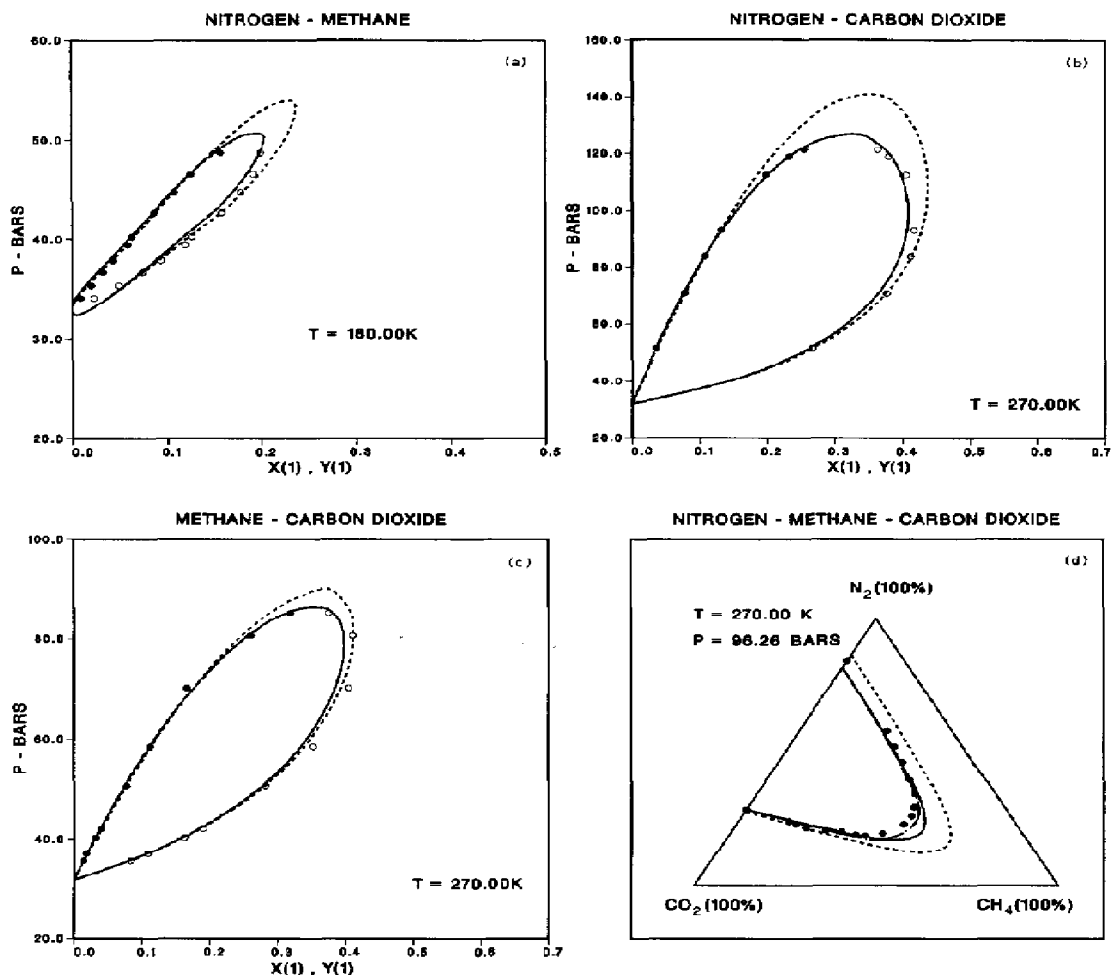 NITROGEN - METHANE
(a)
60.0
50.0
40.0
30.0
20.0
P - BARS
T = 180.00K
0.0 0.1 0.2 0.3 0.4 0.5
X(1) , Y(1)
NITROGEN - CARBON DIOXIDE
(b)
160.0
140.0
120.0
100.0
80.0
60.0
40.0
20.0
P - BARS
T = 270.00K
0.0 0.1 0.2 0.3 0.4 0.5 0.6 0.7
X(1) , Y(1)
METHANE - CARBON DIOXIDE
(c)
100.0
80.0
60.0
40.0
20.0
P - BARS
T = 270.00K
0.0 0.1 0.2 0.3 0.4 0.5 0.6 0.7
X(1) , Y(1)
NITROGEN - METHANE - CARBON DIOXIDE
(d)
N₂(100%)
T = 270.00 K
P = 96.26 BARS
CO₂(100%)
CH₄(100%)